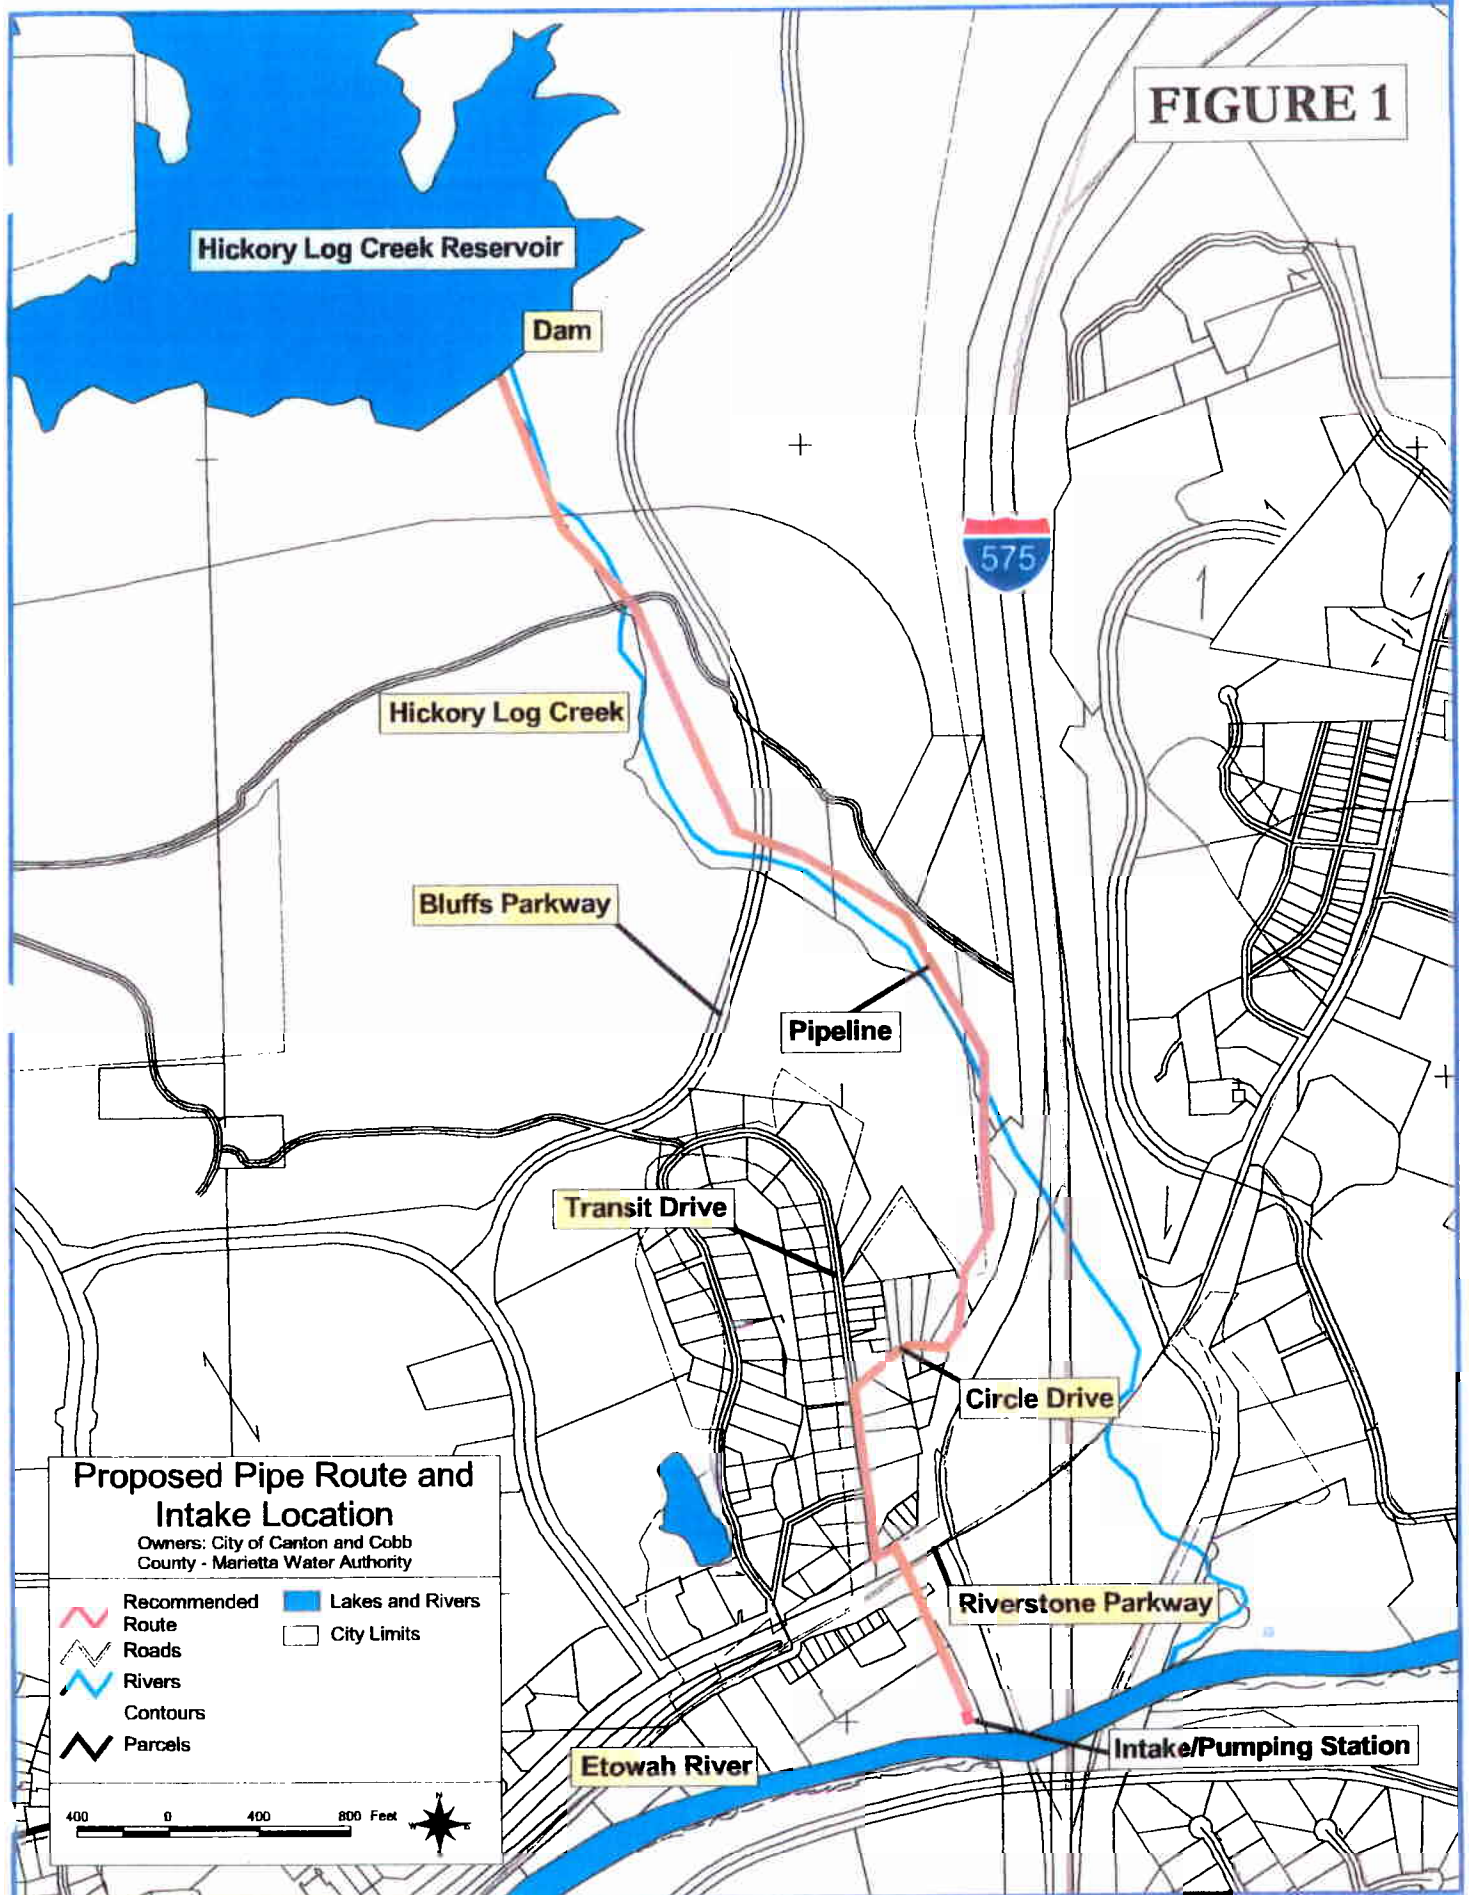 FIGURE 1
Hickory Log Creek Reservoir
Dam
575
Hickory Log Creek
Bluffs Parkway
Pipeline
Transit Drive
Circle Drive
Riverstone Parkway
Intake/Pumping Station
Etowah River
Proposed Pipe Route and
Intake Location
Owners: City of Canton and Cobb
County - Marietta Water Authority
Recommended
Route
Roads
Rivers
Contours
Parcels
Lakes and Rivers
City Limits
400 0 400 800 Feet
N
W E
S